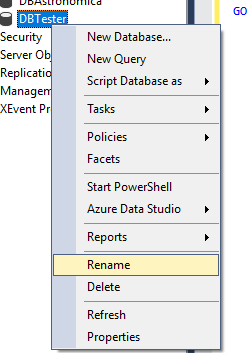 DBAstronomica
GO
DBTester
Security
Server Obj
Replication
Managem
XEvent Pr
New Database...
New Query
Script Database as
Tasks
Policies
Facets
Start PowerShell
Azure Data Studio
Reports
Rename
Delete
Refresh
Properties